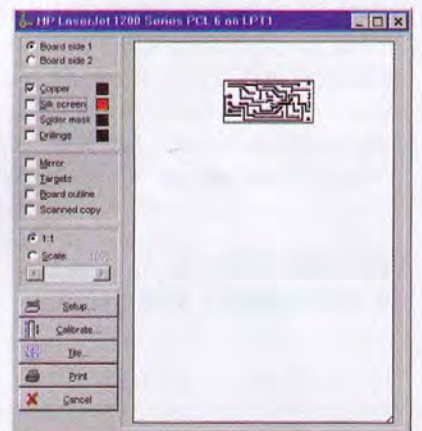 HP LaserJet 1200 Series PCL 6 on LPT1
Board side 1
Board side 2
Copper
Silk screen
Solder mask
Drillings
Mirror
Targets
Board outline
Scanned copy
1:1
Scale
Setup...
Calibrate...
Tile...
Print
Cancel